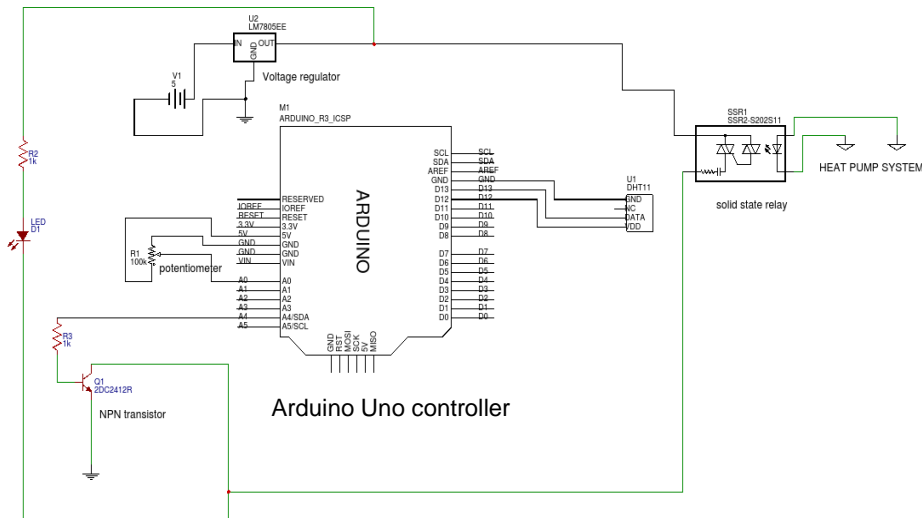 U2
LM7805EE
IN OUT
GND
Voltage regulator
V1
5
M1
ARDUINO_R3_ICSP
SSR1
SSR2-S202S11
HEAT PUMP SYSTEM
solid state relay
R2
1k
LED
D1
R1
100k
potentiometer
R3
1k
Q1
2DC2412R
NPN transistor
ARDUINO
RESERVED
IOREF IOREF
RESET RESET
3.3V 3.3V
5V 5V
GND GND
GND GND
VIN VIN
A0 A0
A1 A1
A2 A2
A3 A3
A4 A4/SDA
A5 A5/SCL
SCL SCL
SDA SDA
AREF AREF
GND GND
D13 D13
D12 D12
D11 D11
D10 D10
D9 D9
D8 D8
D7 D7
D6 D6
D5 D5
D4 D4
D3 D3
D2 D2
D1 D1
D0 D0
GND
RST
MOSI
SCK
5V
MISO
U1
DHT11
GND
NC
DATA
VDD
Arduino Uno controller